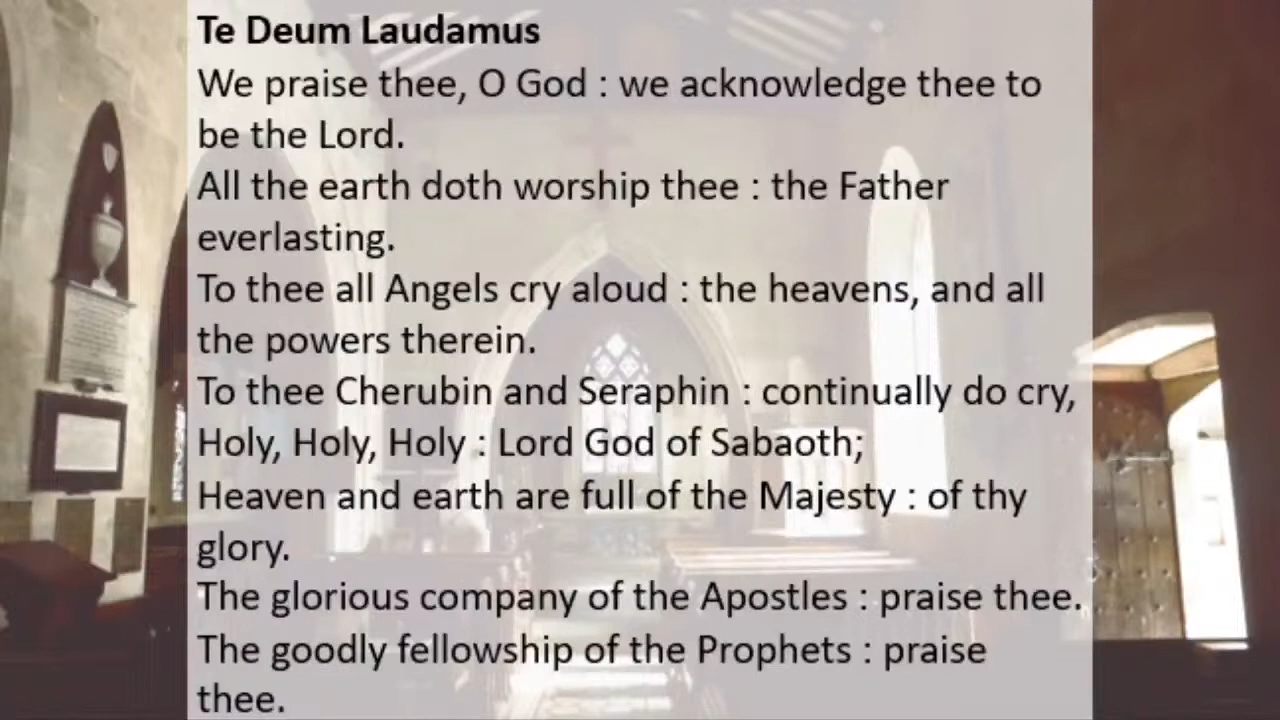 Te Deum Laudamus
We praise thee, O God : we acknowledge thee to
be the Lord.
All the earth doth worship thee : the Father
everlasting.
To thee all Angels cry aloud : the heavens, and all
the powers therein.
To thee Cherubin and Seraphin : continually do cry,
Holy, Holy, Holy : Lord God of Sabaoth;
Heaven and earth are full of the Majesty : of thy
glory.
The glorious company of the Apostles : praise thee.
The goodly fellowship of the Prophets : praise
thee.